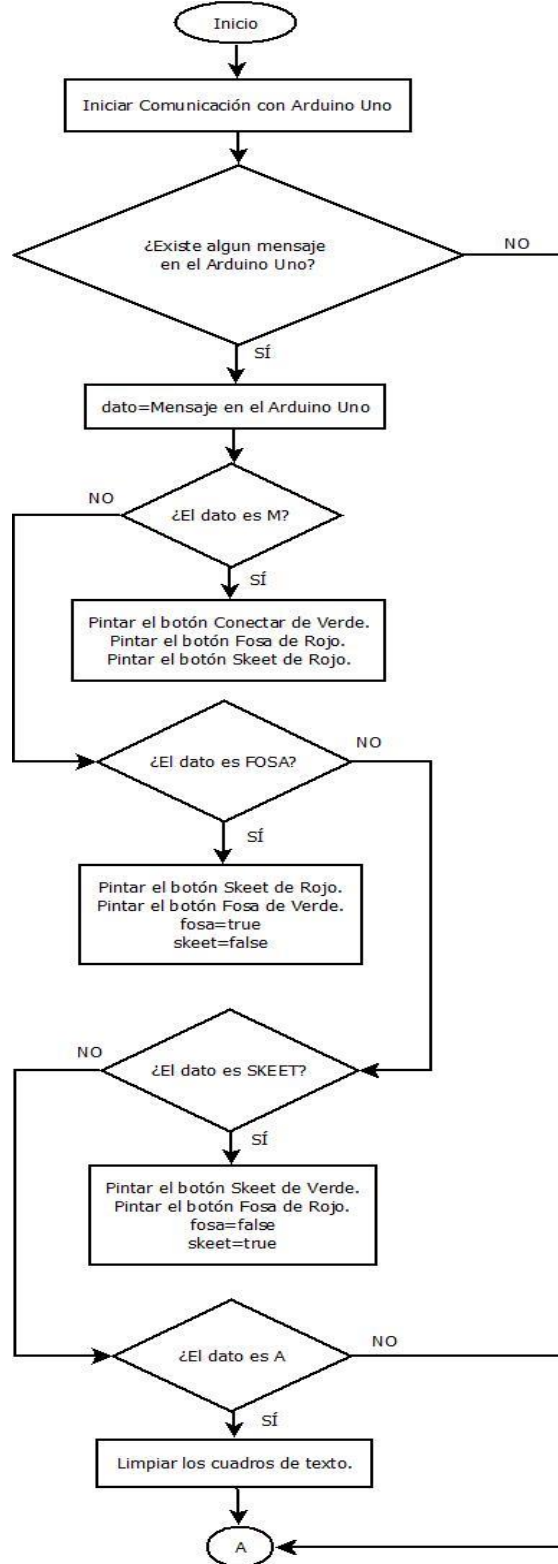 Inicio
Iniciar Comunicación con Arduino Uno
¿Existe algun mensaje
en el Arduino Uno?
NO
SÍ
dato=Mensaje en el Arduino Uno
NO
¿El dato es M?
SÍ
Pintar el botón Conectar de Verde.
Pintar el botón Fosa de Rojo.
Pintar el botón Skeet de Rojo.
¿El dato es FOSA?
NO
SÍ
Pintar el botón Skeet de Rojo.
Pintar el botón Fosa de Verde.
fosa=true
skeet=false
NO
¿El dato es SKEET?
SÍ
Pintar el botón Skeet de Verde.
Pintar el botón Fosa de Rojo.
fosa=false
skeet=true
¿El dato es A
NO
SÍ
Limpiar los cuadros de texto.
A